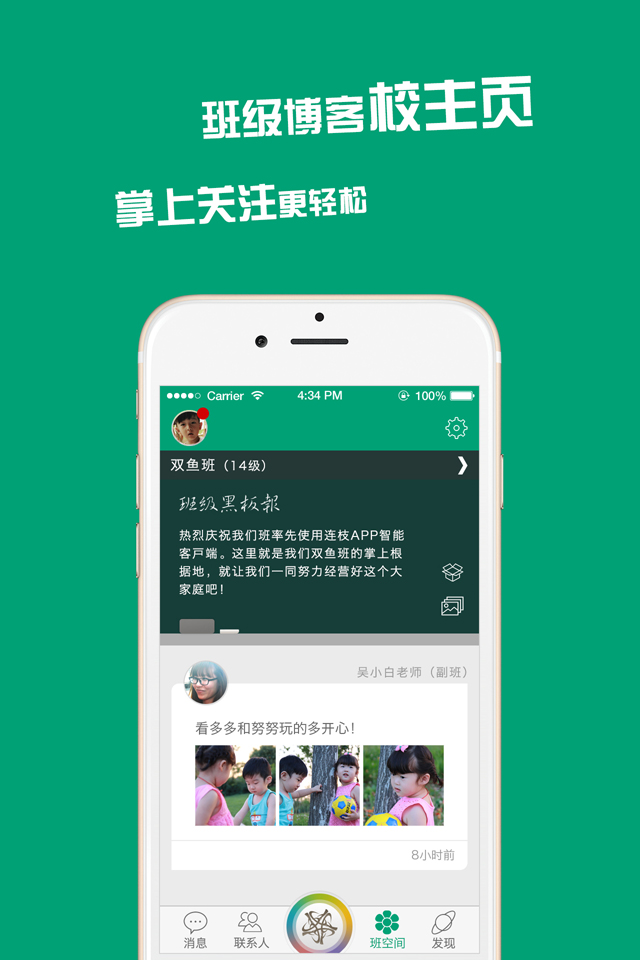 班级博客校主页
掌上关注更轻松
Carrier
4:34 PM
100%
双鱼班（14级）
班级黑板報
热烈庆祝我们班率先使用连枝APP智能
客戸端。这里就是我们双鱼班的掌上根
据地，就让我们一同努力经营好这个大
家庭吧！
吴小白老师（副班）
看多多和努努玩的多开心！
8小时前
消息
联系人
班空间
发现